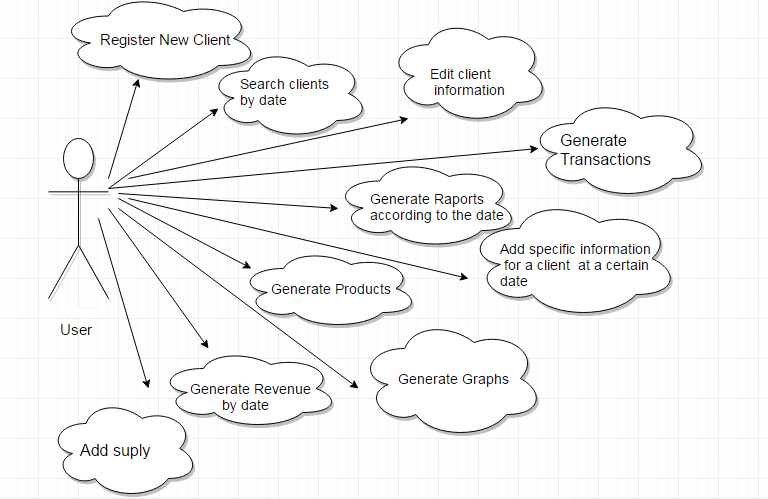 Register New Client
Search clients
by date
Edit client
information
Generate
Transactions
Generate Raports
according to the date
Add specific information
for a client at a certain
date
Generate Products
User
Generate Revenue
by date
Generate Graphs
Add suply